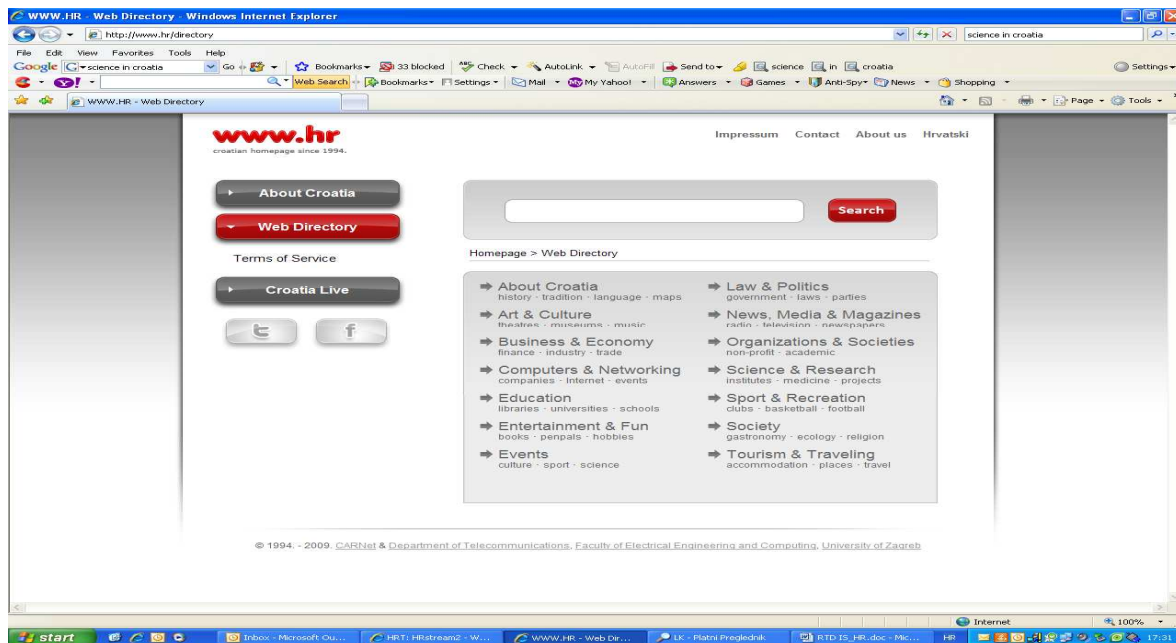 WWW.HR - Web Directory - Windows Internet Explorer
http://www.hr/directory
science in croatia
File Edit View Favorites Tools Help
Google G science in croatia Go Bookmarks 33 blocked Check AutoLink AutoFill Send to science in croatia Settings
Y! Web Search Bookmarks Settings Mail My Yahoo! Answers Games Anti-Spy News Shopping
WWW.HR - Web Directory Page Tools
www.hr
croatian homepage since 1994.
Impressum Contact About us Hrvatski
About Croatia
Web Directory
Terms of Service
Croatia Live
Search
Homepage > Web Directory
About Croatia
history · tradition · language · maps
Art & Culture
theatres · museums · music
Business & Economy
finance · industry · trade
Computers & Networking
companies · Internet · events
Education
libraries · universities · schools
Entertainment & Fun
books · penpals · hobbies
Events
culture · sport · science
Law & Politics
government · laws · parties
News, Media & Magazines
radio · television · newspapers
Organizations & Societies
non-profit · academic
Science & Research
institutes · medicine · projects
Sport & Recreation
clubs · basketball · football
Society
gastronomy · ecology · religion
Tourism & Traveling
accommodation · places · travel
© 1994. - 2009. CARNet & Department of Telecommunications, Faculty of Electrical Engineering and Computing, University of Zagreb
Internet 100%
start Inbox - Microsoft Ou... HRT: HRstream2 - W... WWW.HR - Web Dir... LK - Platni Preglednik RTD IS_HR.doc - Mic... HR 17:31